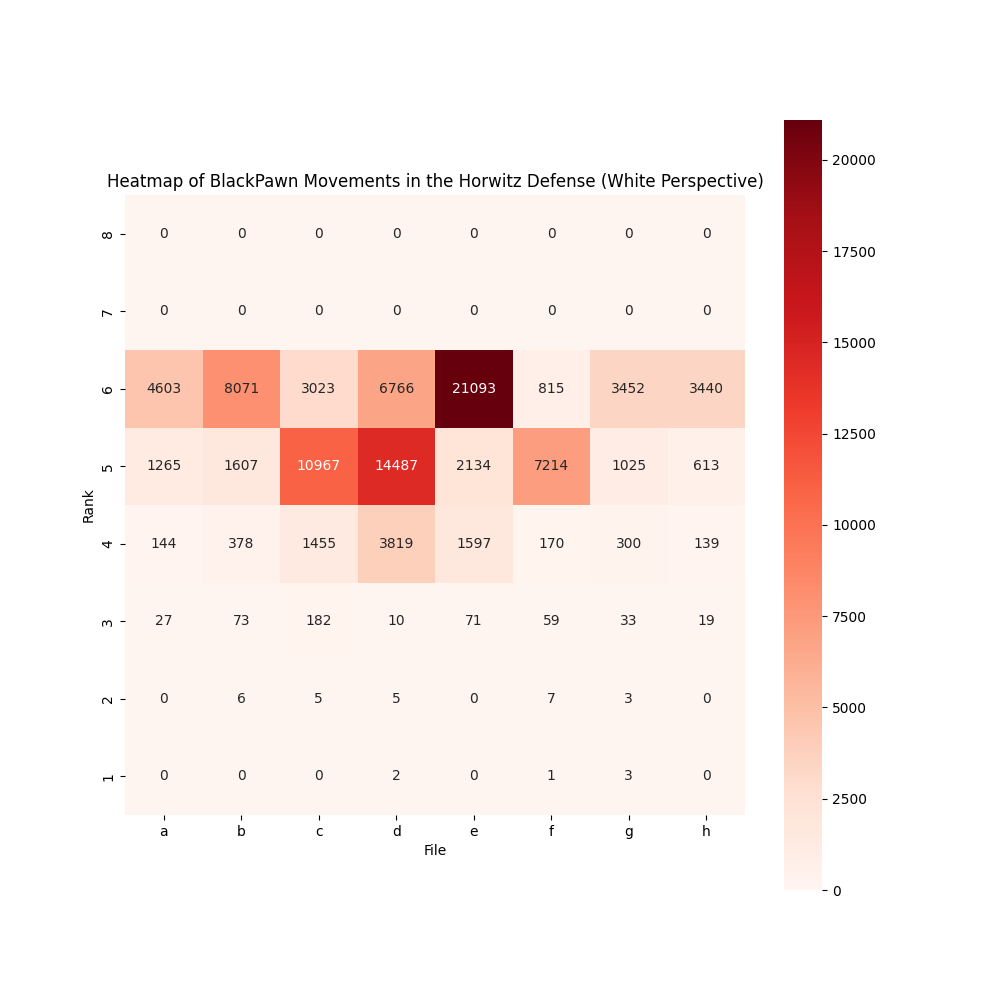 Heatmap of BlackPawn Movements in the Horwitz Defense (White Perspective)
8 0 0 0 0 0 0 0 0
7 0 0 0 0 0 0 0 0
6 4603 8071 3023 6766 21093 815 3452 3440
5 1265 1607 10967 14487 2134 7214 1025 613
4 144 378 1455 3819 1597 170 300 139
3 27 73 182 10 71 59 33 19
2 0 6 5 5 0 7 3 0
1 0 0 0 2 0 1 3 0
a b c d e f g h
Rank
File
20000
17500
15000
12500
10000
7500
5000
2500
0